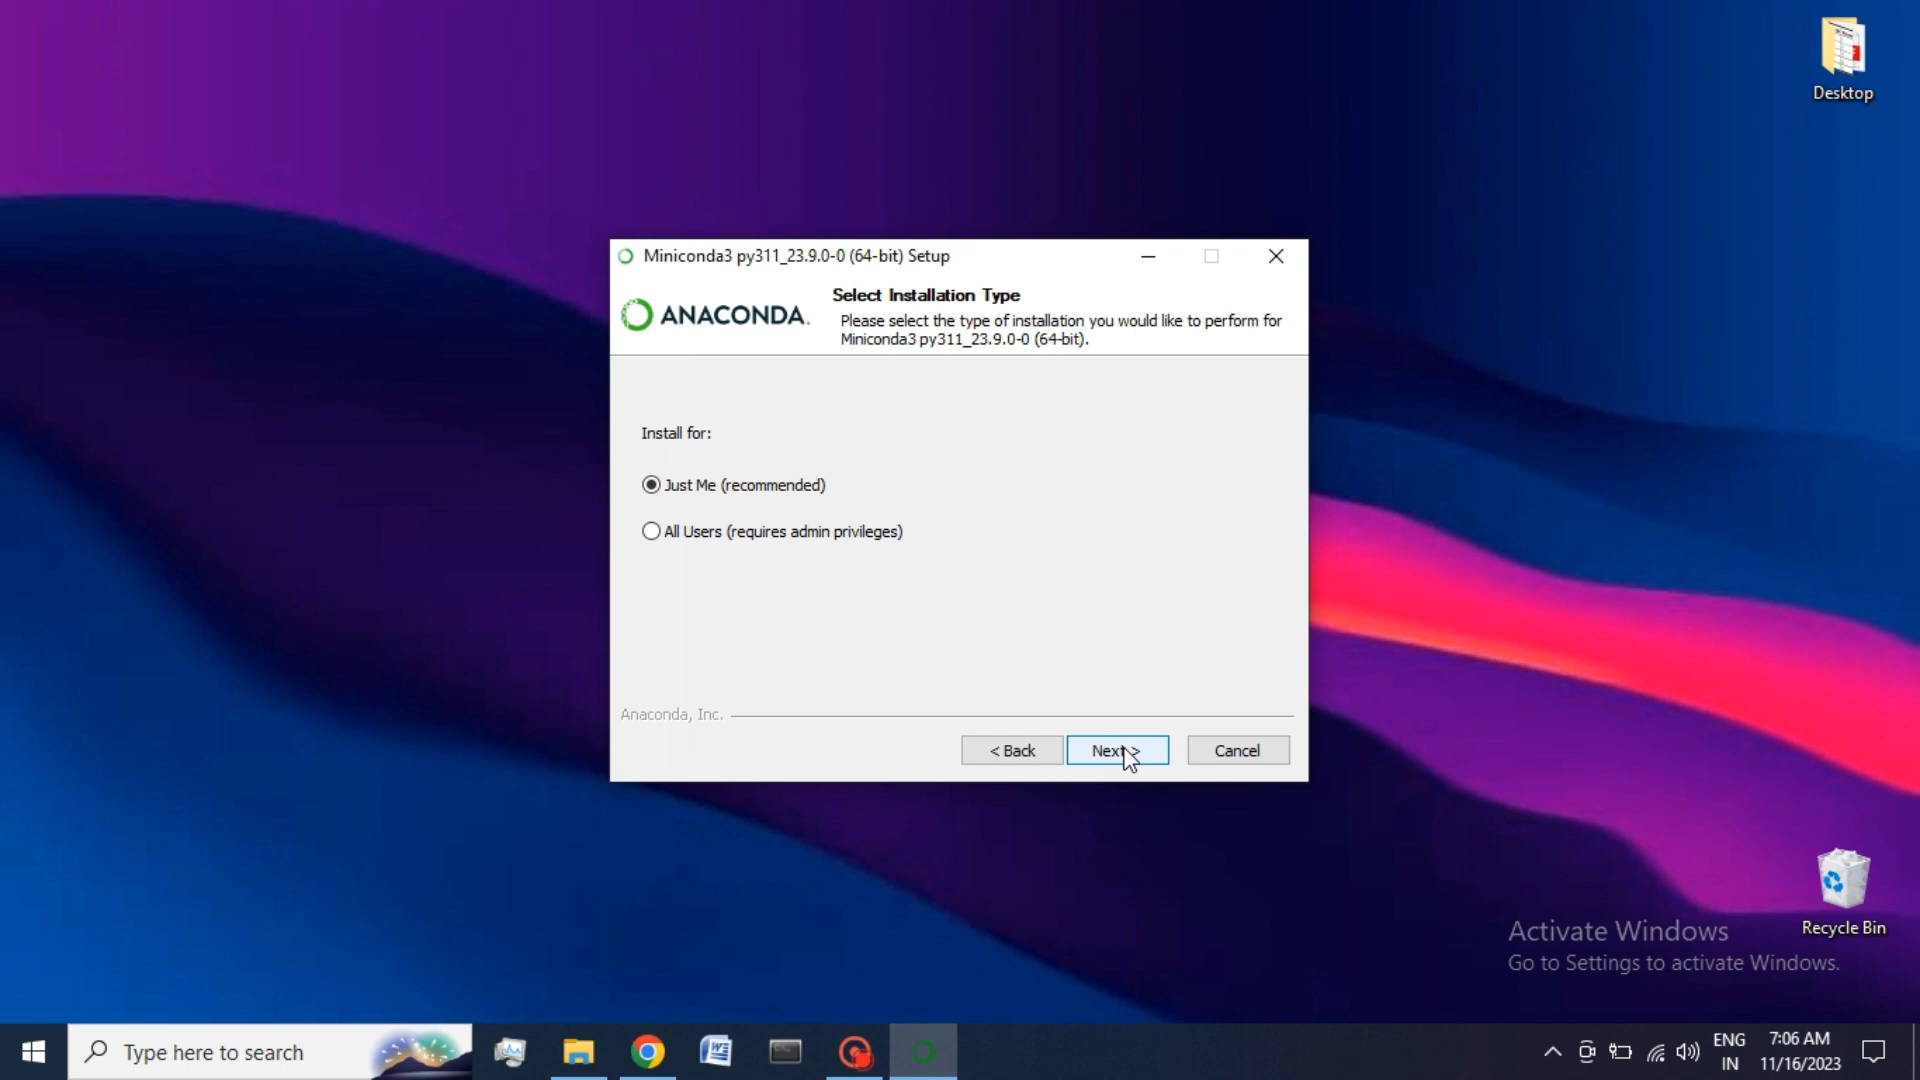 Desktop
Miniconda3 py311_23.9.0-0 (64-bit) Setup
ANACONDA.
Select Installation Type
Please select the type of installation you would like to perform for
Miniconda3 py311_23.9.0-0 (64-bit).
Install for:
Just Me (recommended)
All Users (requires admin privileges)
Anaconda, Inc.
< Back
Next >
Cancel
Recycle Bin
Activate Windows
Go to Settings to activate Windows.
Type here to search
ENG
IN
7:06 AM
11/16/2023